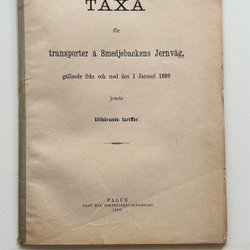 TAXA
för
transporter å Smedjebackens Jernväg,
gällande från och med den 1 Januari 1889
jemte
tillhörande tariffer.
FALUN